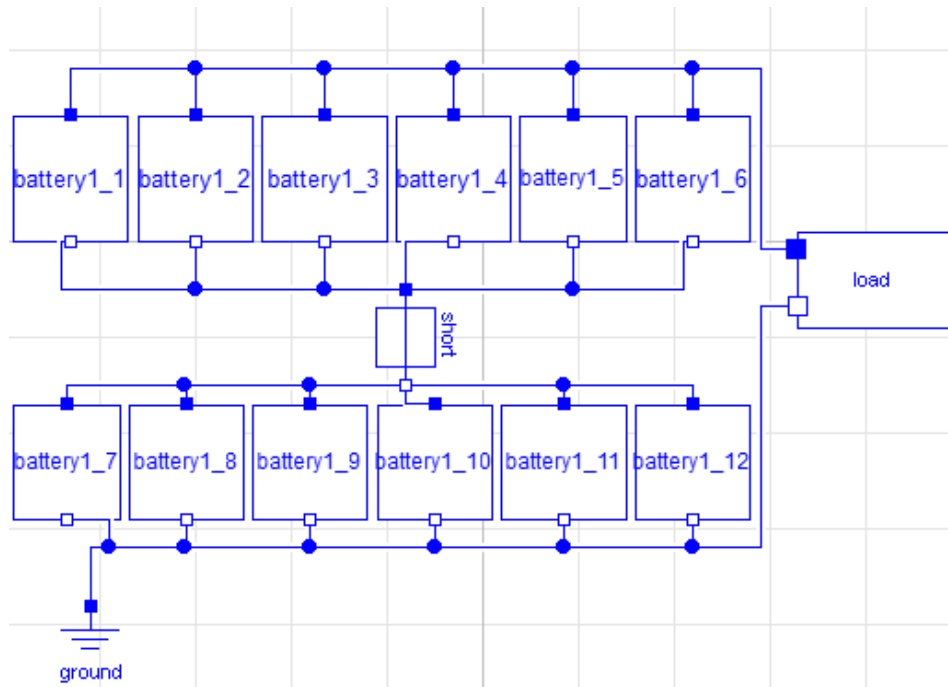 battery1_1
battery1_2
battery1_3
battery1_4
battery1_5
battery1_6
load
short
battery1_7
battery1_8
battery1_9
battery1_10
battery1_11
battery1_12
ground